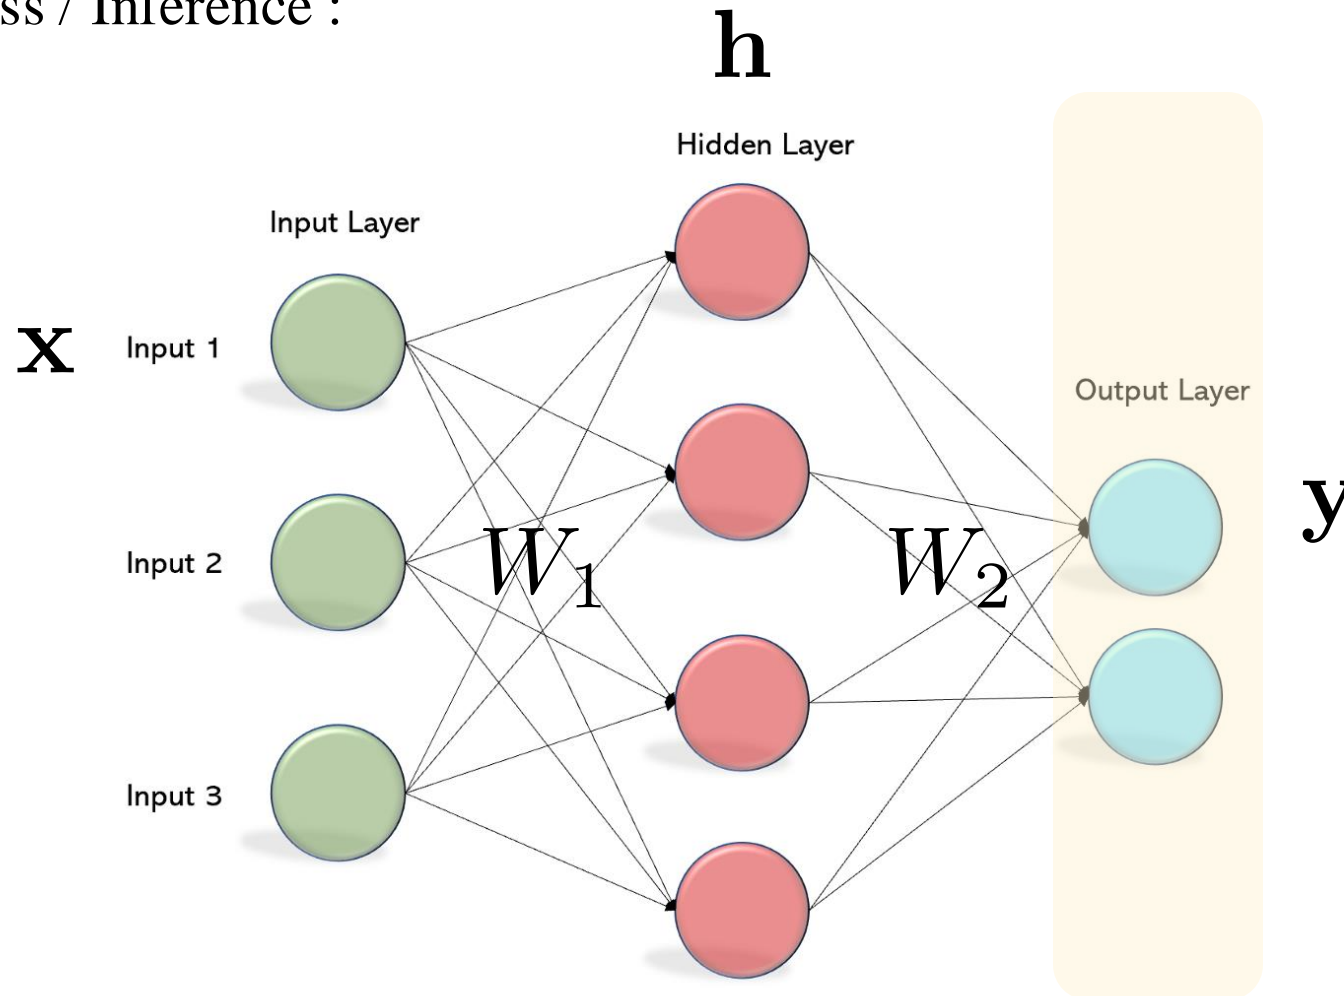 ss / Inference :
h
Hidden Layer
Input Layer
x
Input 1
Output Layer
y
Input 2
W1
W2
Input 3